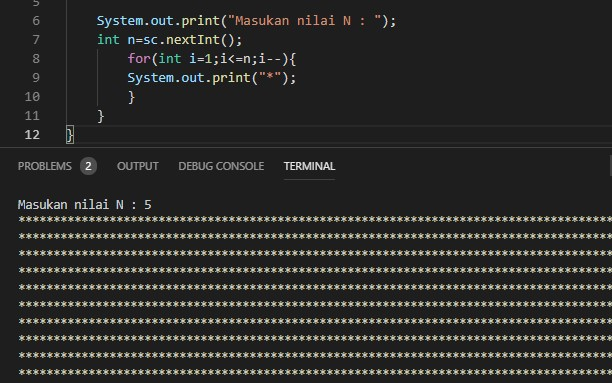 5
6 System.out.print("Masukan nilai N : ");
7 int n=sc.nextInt();
8 for(int i=1;i<=n;i--){
9 System.out.print("*");
10 }
11 }
12 }
PROBLEMS 2 OUTPUT DEBUG CONSOLE TERMINAL
Masukan nilai N : 5
*************************************************************************************
*************************************************************************************
*************************************************************************************
*************************************************************************************
*************************************************************************************
*************************************************************************************
*************************************************************************************
*************************************************************************************
*************************************************************************************
*************************************************************************************